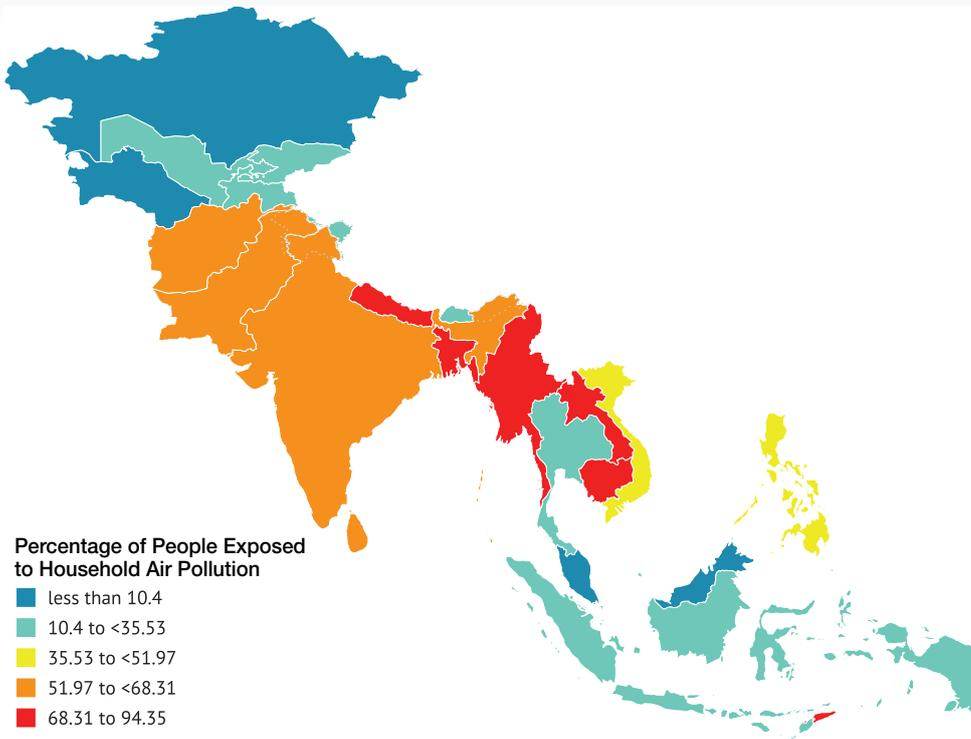 Percentage of People Exposed
to Household Air Pollution
less than 10.4
10.4 to <35.53
35.53 to <51.97
51.97 to <68.31
68.31 to 94.35